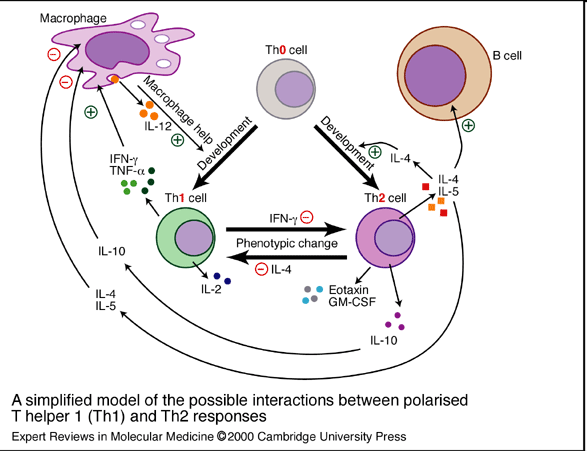 Macrophage
Th0 cell
B cell
Macrophage help
IL-12
Development
Development
IL-4
IFN-γ
TNF-α
IL-4
IL-5
Th1 cell
Th2 cell
IFN-γ
Phenotypic change
IL-4
IL-10
IL-2
Eotaxin
GM-CSF
IL-4
IL-5
IL-10
A simplified model of the possible interactions between polarised
T helper 1 (Th1) and Th2 responses
Expert Reviews in Molecular Medicine ©2000 Cambridge University Press